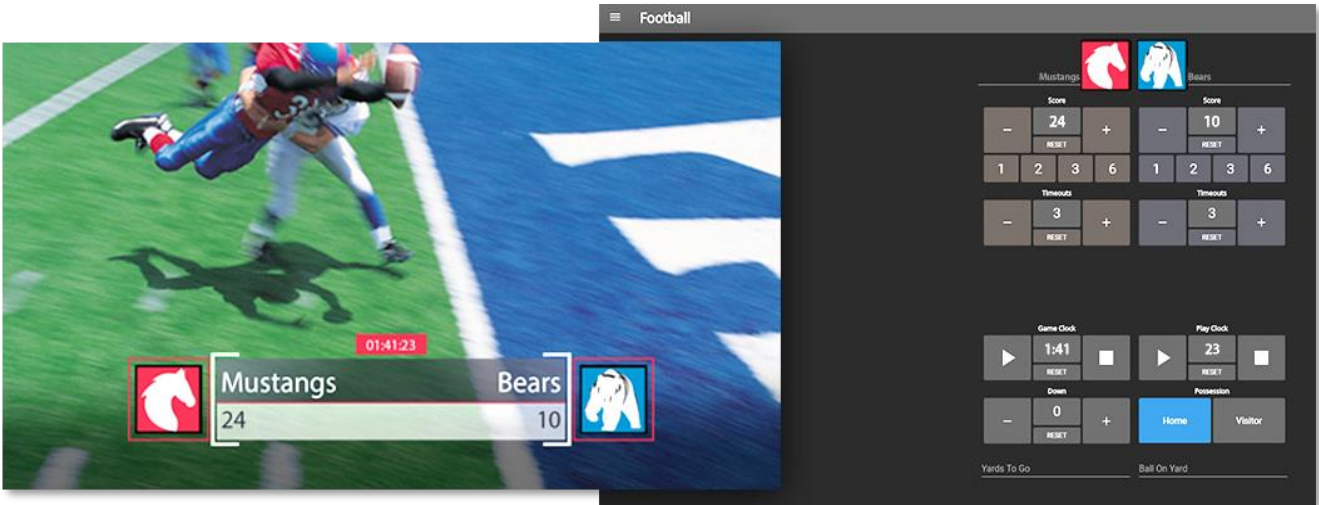 Football
Mustangs Bears
Score Score
− 24 + − 10 +
RESET RESET
1 2 3 6 1 2 3 6
Timeouts Timeouts
− 3 + − 3 +
RESET RESET
01:41:23
Mustangs Bears
24 10
Game Clock Play Clock
1:41 23
RESET RESET
Down Possession
− 0 + Home Visitor
RESET
Yards To Go Ball On Yard